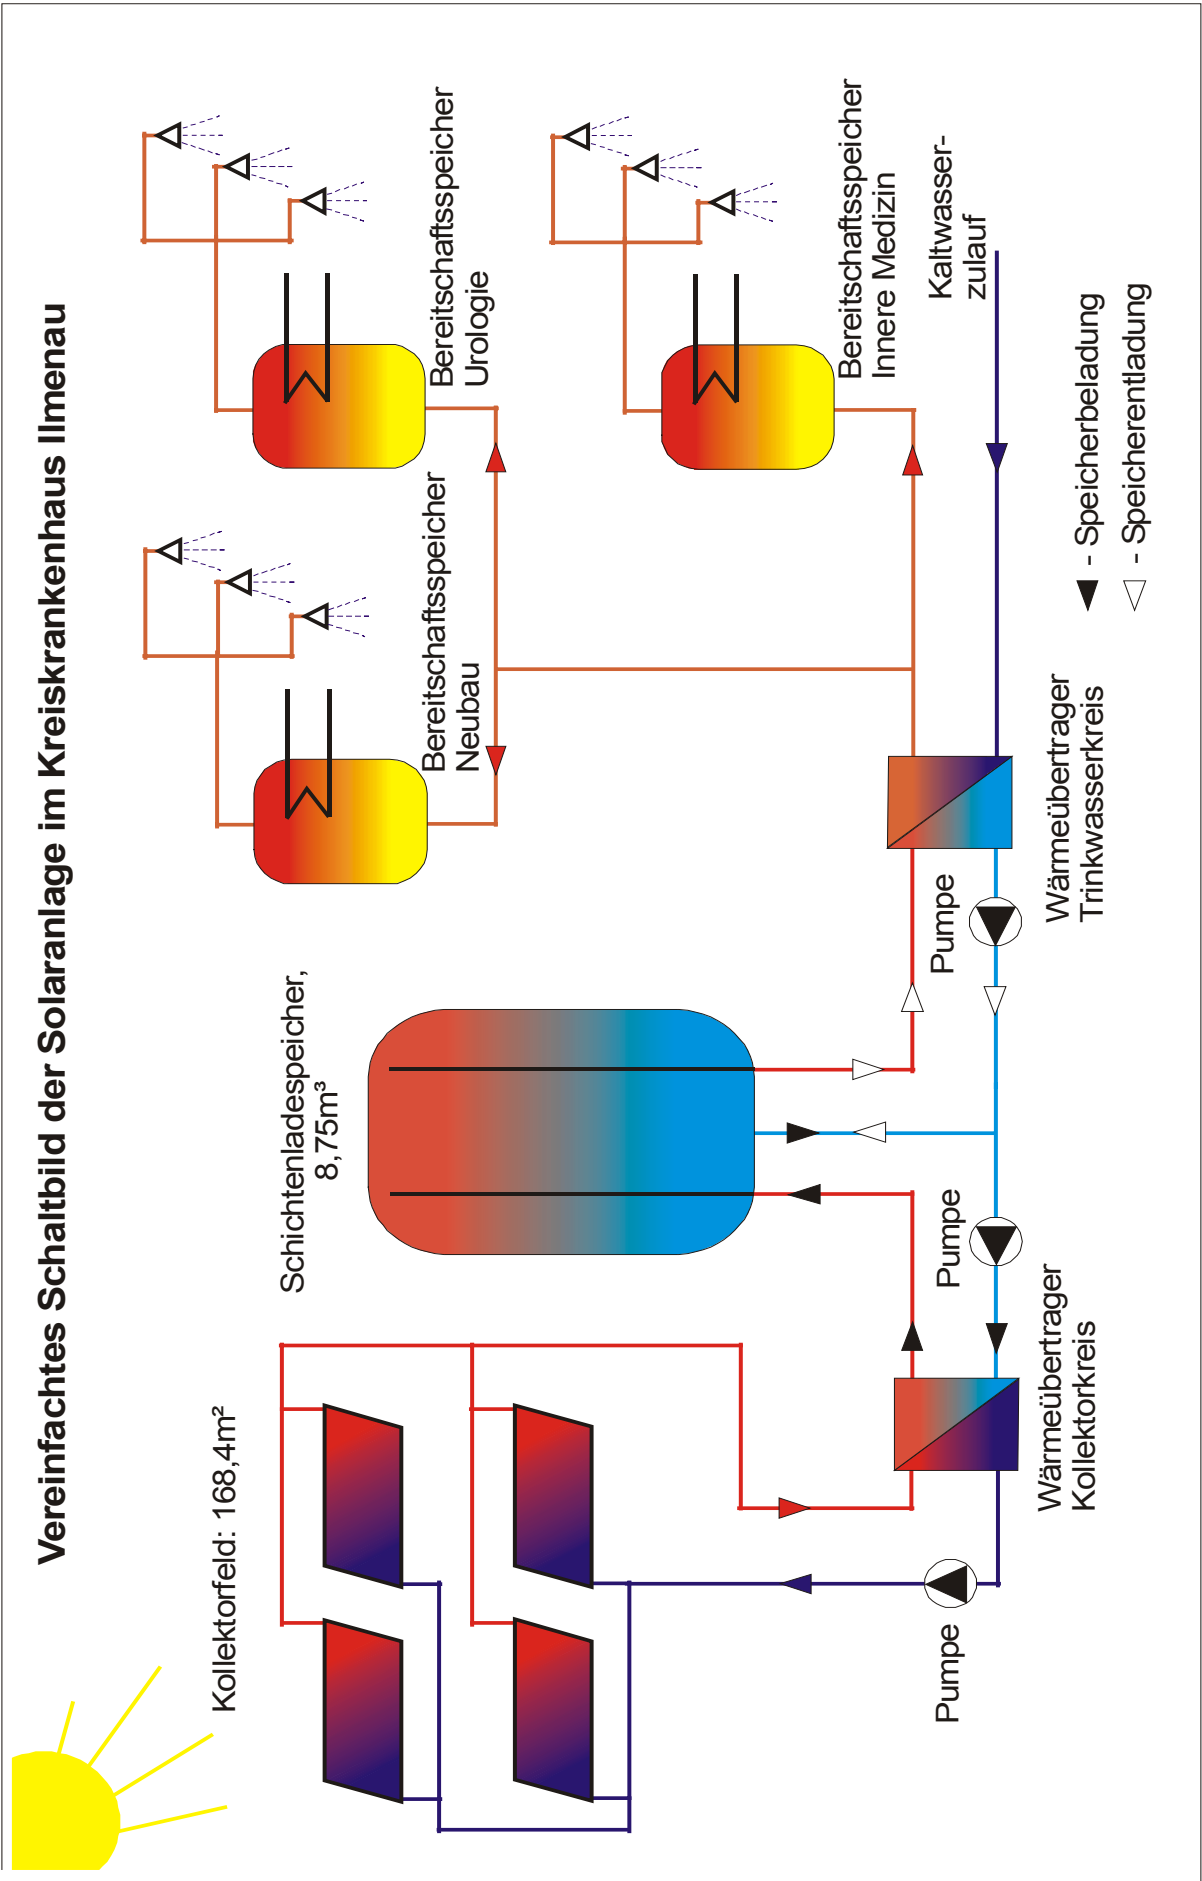 Vereinfachtes Schaltbild der Solaranlage im Kreiskrankenhaus Ilmenau
Kollektorfeld: 168,4m²
Schichtenladespeicher,
8,75m³
Bereitschaftsspeicher
Neubau
Bereitschaftsspeicher
Urologie
Bereitschaftsspeicher
Innere Medizin
Kaltwasser-
zulauf
Pumpe
Pumpe
Pumpe
Wärmeübertrager
Kollektorkreis
Wärmeübertrager
Trinkwasserkreis
- Speicherbeladung
- Speicherentladung